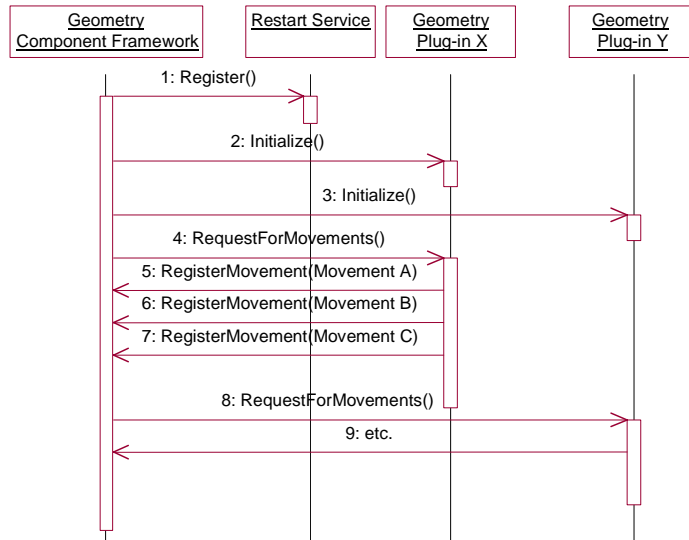 Geometry
Component Framework
Restart Service
Geometry
Plug-in X
Geometry
Plug-in Y
1: Register()
2: Initialize()
3: Initialize()
4: RequestForMovements()
5: RegisterMovement(Movement A)
6: RegisterMovement(Movement B)
7: RegisterMovement(Movement C)
8: RequestForMovements()
9: etc.